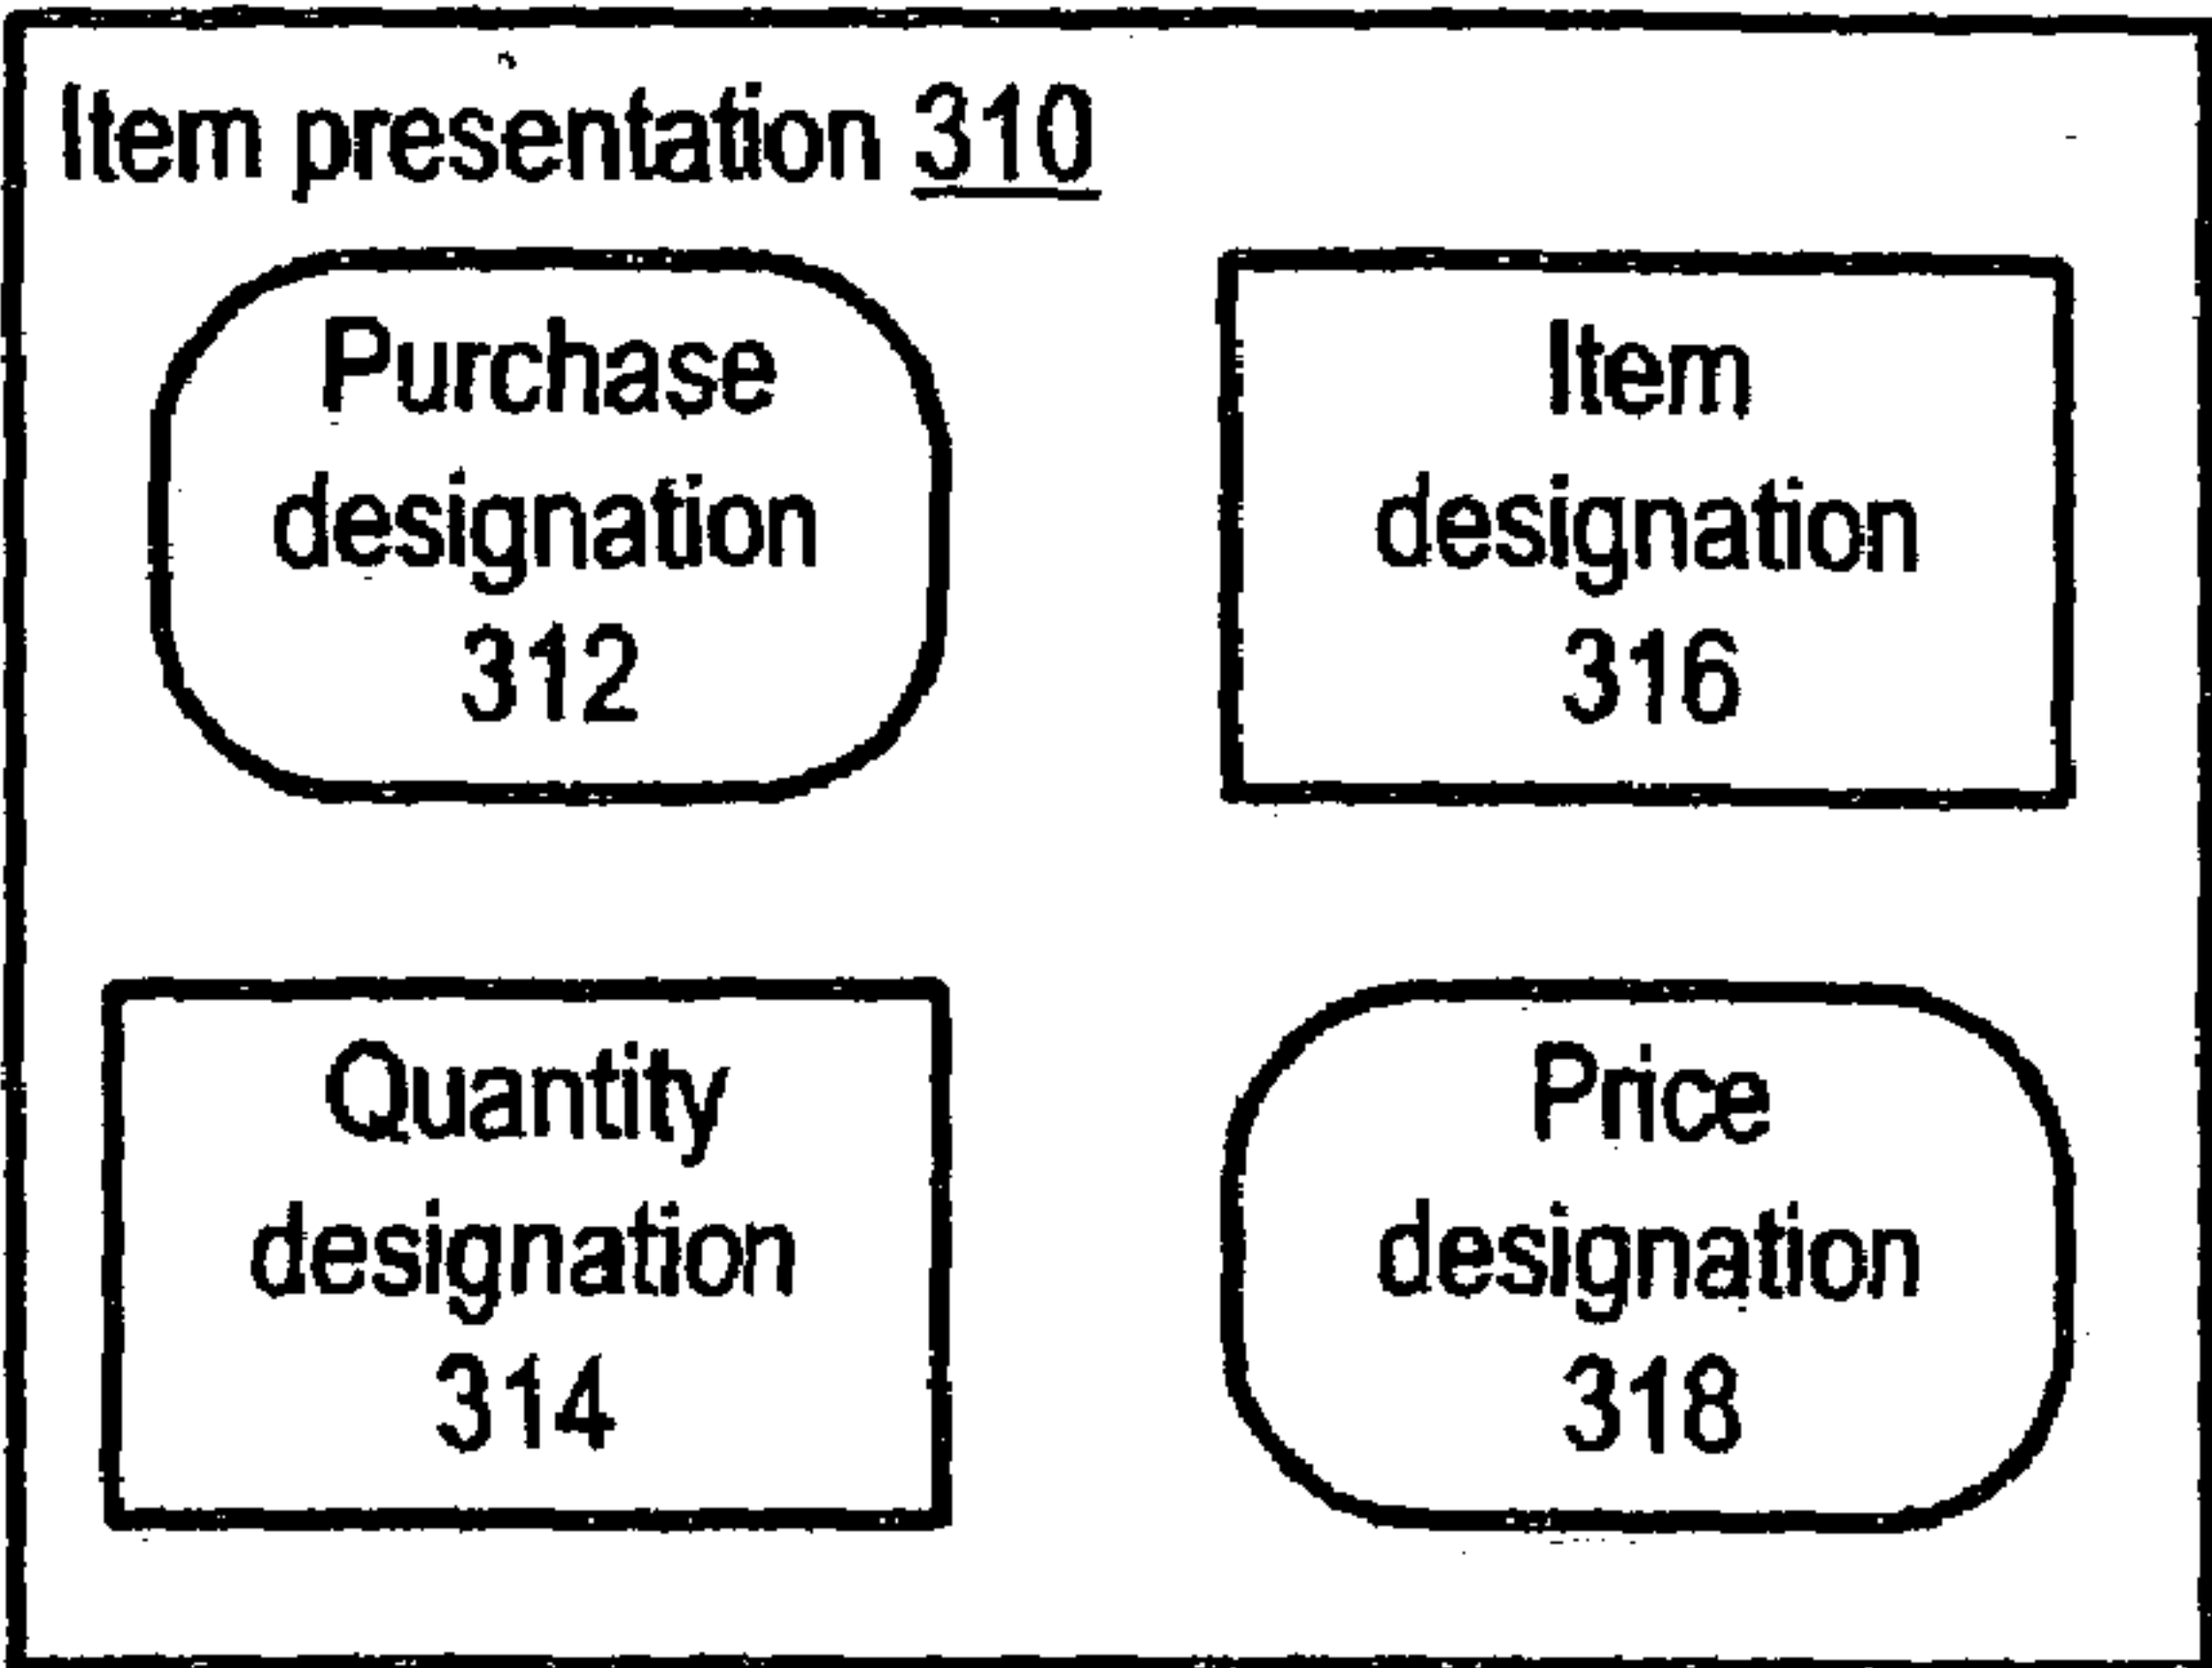 Item presentation 310
Purchase
designation
312
Item
designation
316
Quantity
designation
314
Price
designation
318